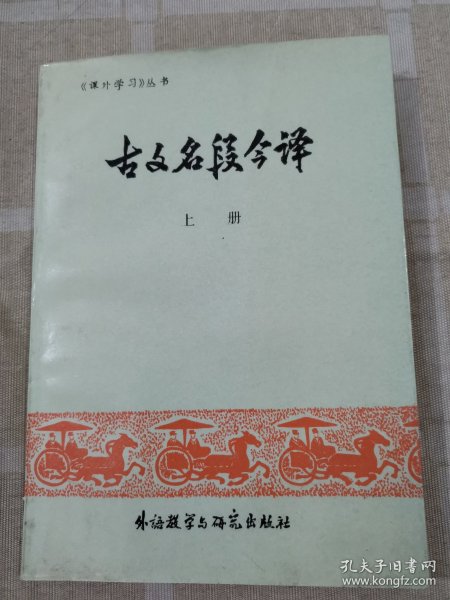 《课外学习》丛书
古文名段今译
上 册
外语教学与研究出版社
孔夫子旧书网
www.kongfz.com